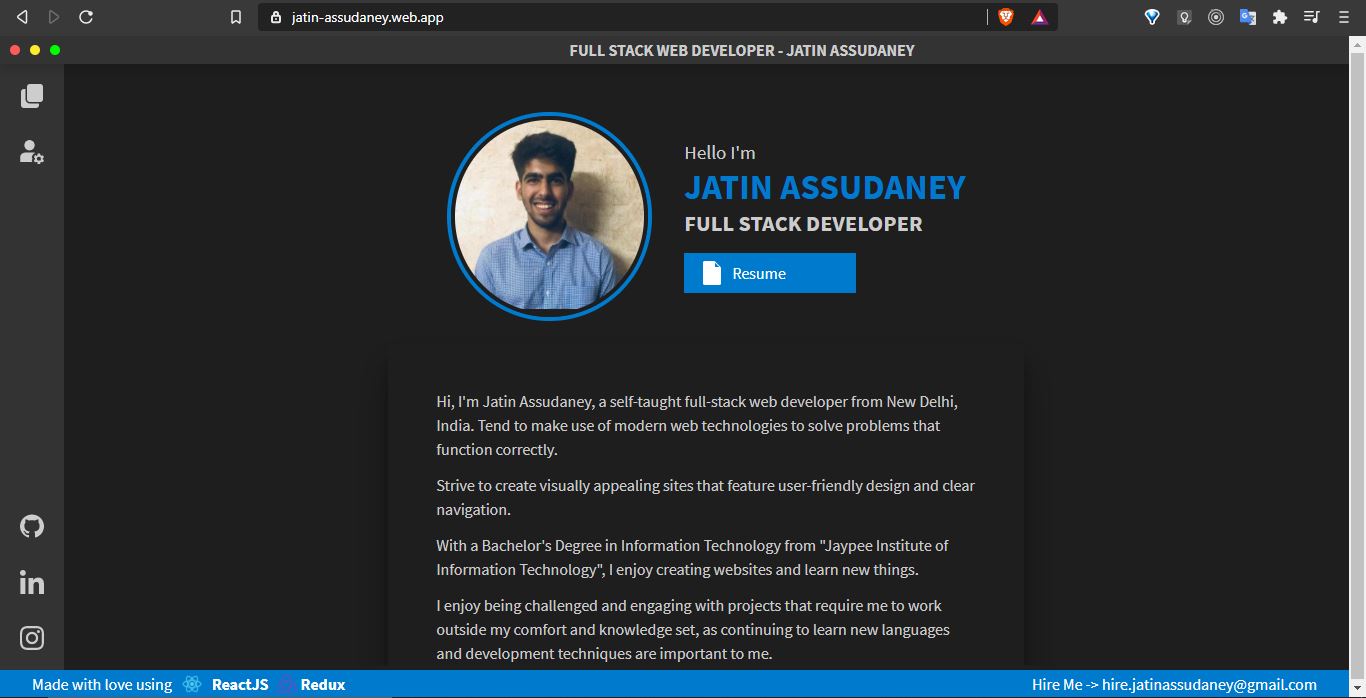 jatin-assudaney.web.app
FULL STACK WEB DEVELOPER - JATIN ASSUDANEY
Hello I'm
JATIN ASSUDANEY
FULL STACK DEVELOPER
Resume
Hi, I'm Jatin Assudaney, a self-taught full-stack web developer from New Delhi,
India. Tend to make use of modern web technologies to solve problems that
function correctly.
Strive to create visually appealing sites that feature user-friendly design and clear
navigation.
With a Bachelor's Degree in Information Technology from "Jaypee Institute of
Information Technology", I enjoy creating websites and learn new things.
I enjoy being challenged and engaging with projects that require me to work
outside my comfort and knowledge set, as continuing to learn new languages
and development techniques are important to me.
Made with love using ReactJS Redux
Hire Me -> hire.jatinassudaney@gmail.com